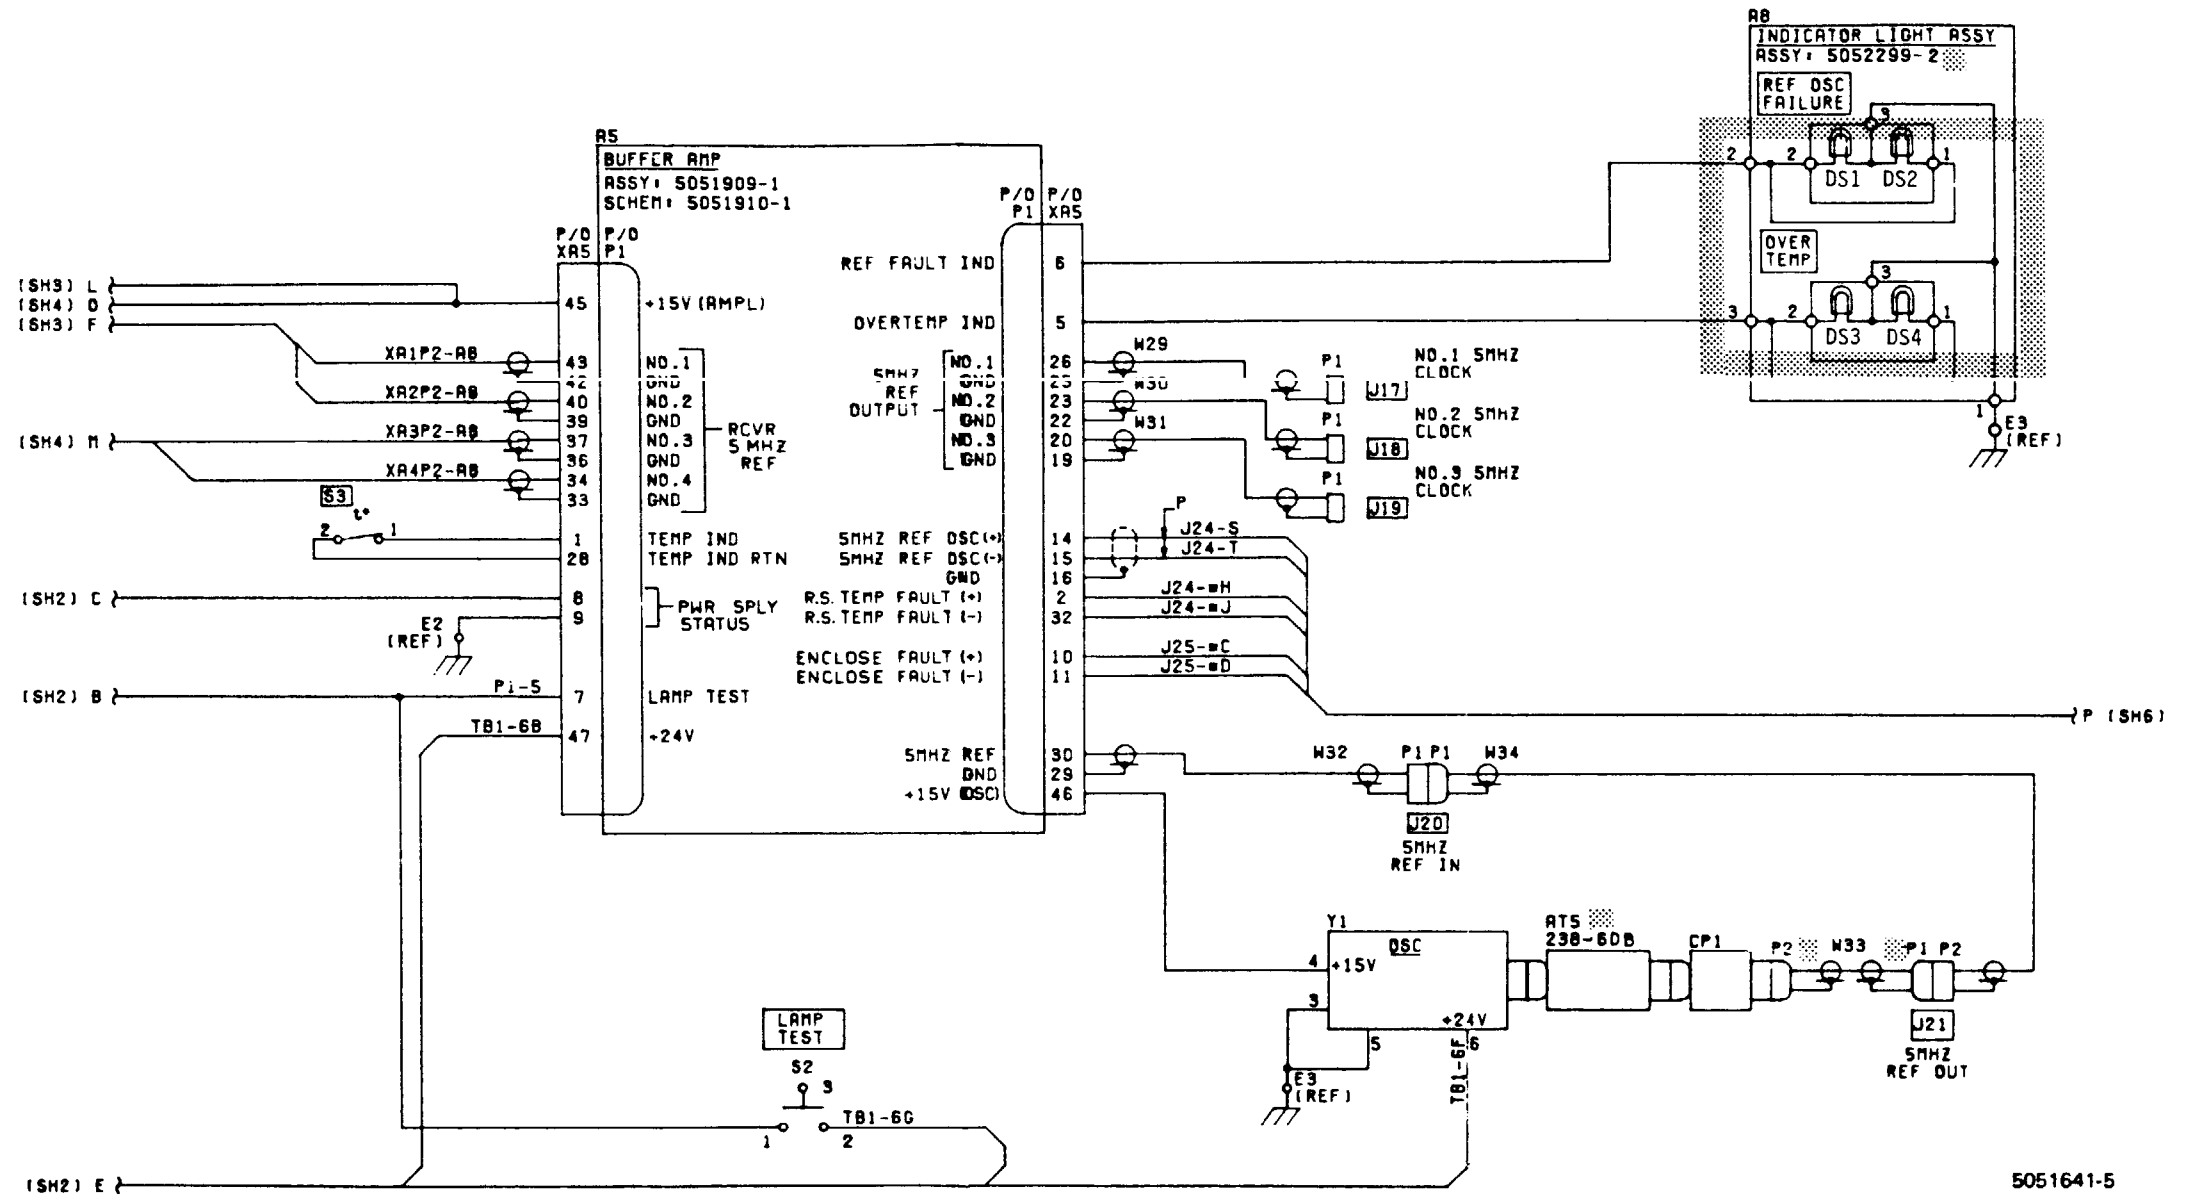 A8
INDICATOR LIGHT ASSY
ASSY: 5052299-2
REF OSC
FAILURE
3
2
2
1
DS1 DS2
OVER
TEMP
3
3
2
1
DS3 DS4
1
E3
(REF)
A5
BUFFER AMP
ASSY: 5051909-1
SCHEM: 5051910-1
P/O P/O
XA5 P1
P/O P/O
P1 XA5
(SH3) L
(SH4) O
(SH3) F
(SH4) M
(SH2) C
(SH2) B
(SH2) E
45 +15V (AMPL)
XA1P2-A8 43 NO.1
42 GND
XA2P2-A8 40 NO.2
39 GND
XA3P2-A8 37 NO.3
36 GND
XA4P2-A8 34 NO.4
33 GND
RCVR
5 MHZ
REF
S3
t°
2 1
1 TEMP IND
28 TEMP IND RTN
8
9
PWR SPLY
STATUS
E2
(REF)
P1-5 7 LAMP TEST
TB1-6B 47 +24V
REF FAULT IND 6
OVERTEMP IND 5
5MHZ
REF
OUTPUT
NO.1 26 W29
GND 25 W30
NO.2 23
GND 22 W31
NO.3 20
GND 19
P1 J17
NO.1 5MHZ
CLOCK
P1 J18
NO.2 5MHZ
CLOCK
P1 J19
NO.3 5MHZ
CLOCK
P
5MHZ REF OSC(+) 14 J24-S
5MHZ REF OSC(-) 15 J24-T
GND 16
R.S. TEMP FAULT (+) 2 J24-*H
R.S. TEMP FAULT (-) 32 J24-*J
ENCLOSE FAULT (+) 10 J25-*C
ENCLOSE FAULT (-) 11 J25-*D
P (SH6)
5MHZ REF 30
GND 29
+15V (OSC) 46
W32 P1 P1 W34
J20
5MHZ
REF IN
Y1
OSC
4 +15V
3
5
+24V
6
TB1-6F
E3
(REF)
AT5
238-6DB
CP1
P2 W33 P1 P2
J21
5MHZ
REF OUT
LAMP
TEST
S2
3
1 2
TB1-6G
5051641-5